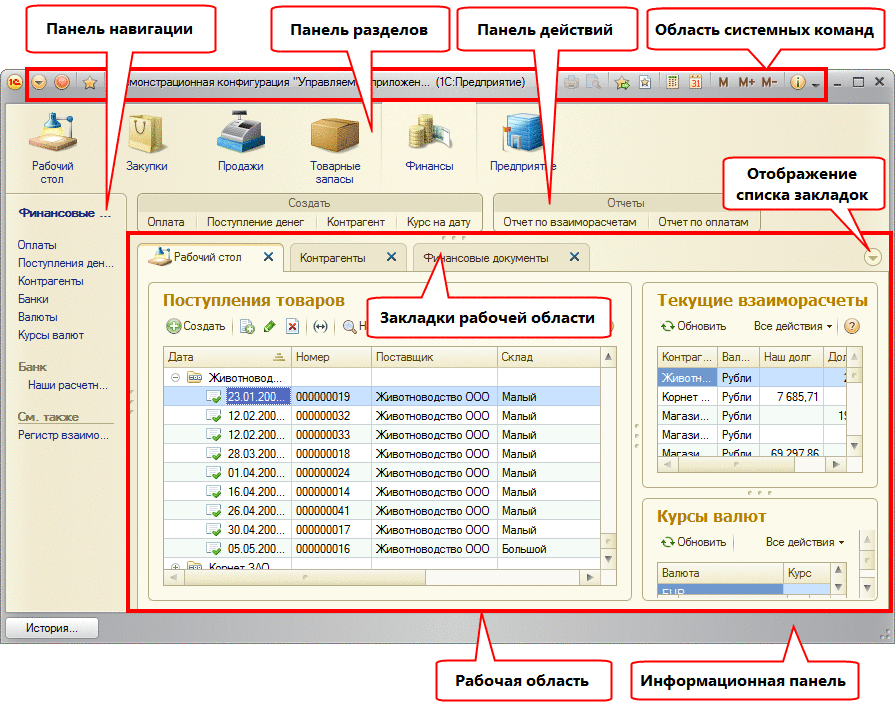 Панель навигации
Панель разделов
Панель действий
Область системных команд
монстрационная конфигурация "Управляем приложен... (1С:Предприятие)
M M+ M-
Рабочий стол
Закупки
Продажи
Товарные запасы
Финансы
Предприятие
Отображение
списка закладок
Финансовые ...
Создать
Отчеты
Оплата Поступление денег Контрагент Курс на дату
Отчет по взаиморасчетам Отчет по оплатам
Оплаты
Поступления ден...
Контрагенты
Банки
Валюты
Курсы валют
Банк
Наши расчетн...
См. также
Регистр взаимо...
Рабочий стол
Контрагенты
Финансовые документы
Поступления товаров
Закладки рабочей области
Создать
Дата Номер Поставщик Склад
Животновод...
23.01.200... 000000019 Животноводство ООО Малый
12.02.200... 000000032 Животноводство ООО Малый
12.02.200... 000000033 Животноводство ООО Малый
28.03.200... 000000018 Животноводство ООО Малый
01.04.200... 000000024 Животноводство ООО Малый
16.04.200... 000000014 Животноводство ООО Малый
26.04.200... 000000041 Животноводство ООО Малый
30.04.200... 000000017 Животноводство ООО Малый
05.05.200... 000000016 Животноводство ООО Большой
Корнет ЗАО
Текущие взаиморасчеты
Обновить Все действия
Контраг... Вал... Наш долг Дол
Животн... Рубли
Корнет ... Рубли 7 685,71
Магази... Рубли
Магази... Рубли
Магази... Рубли 69 297,86
Курсы валют
Обновить Все действия
Валюта Курс
EUR
История...
Рабочая область
Информационная панель